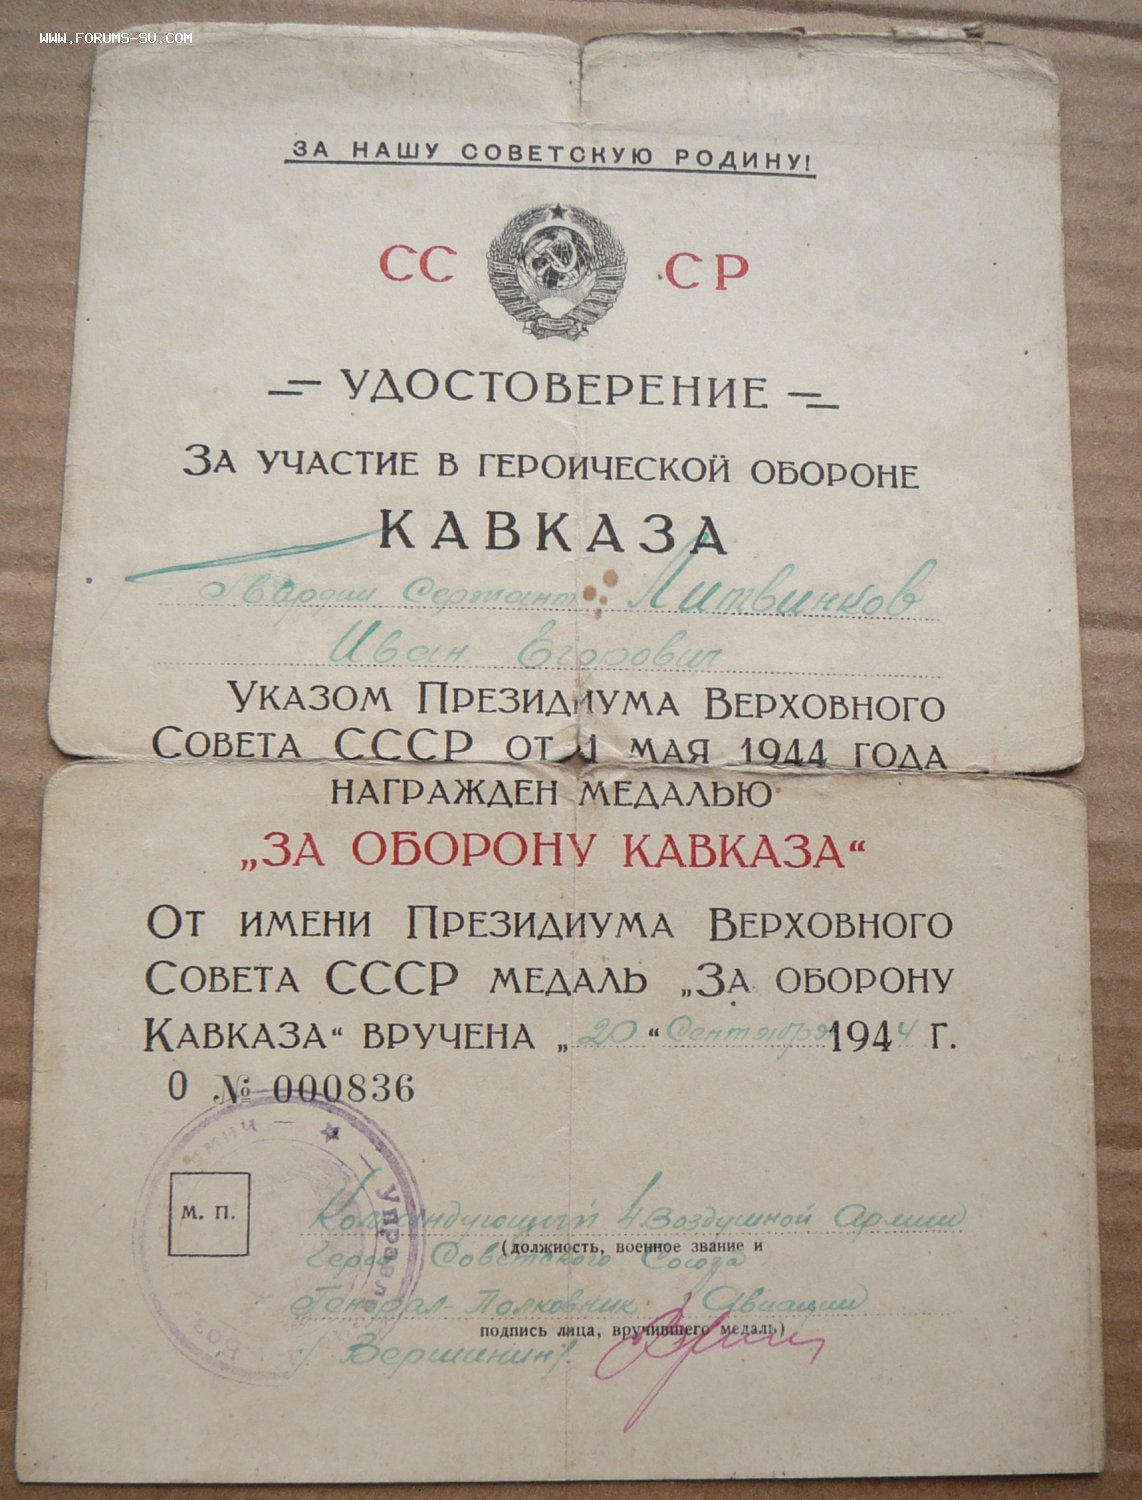 WWW.FORUMS-SU.COM
ЗА НАШУ СОВЕТСКУЮ РОДИНУ!
СС СР
УДОСТОВЕРЕНИЕ
ЗА УЧАСТИЕ В ГЕРОИЧЕСКОЙ ОБОРОНЕ
КАВКАЗА
Гвардии Сержант Литвинков
Иван Егорович
УКАЗОМ ПРЕЗИДИУМА ВЕРХОВНОГО
СОВЕТА СССР ОТ 1 МАЯ 1944 ГОДА
НАГРАЖДЕН МЕДАЛЬЮ
„ЗА ОБОРОНУ КАВКАЗА“
ОТ ИМЕНИ ПРЕЗИДИУМА ВЕРХОВНОГО
СОВЕТА СССР МЕДАЛЬ „ЗА ОБОРОНУ
КАВКАЗА“ ВРУЧЕНА „20“ Сентября 1944 Г.
О № 000836
М. П.
Командующий 4 Воздушной Армии
(должность, военное звание и
Герой Советского Союза
Генерал-Полковник Авиации
подпись лица, вручившего медаль)
/Вершинин/.